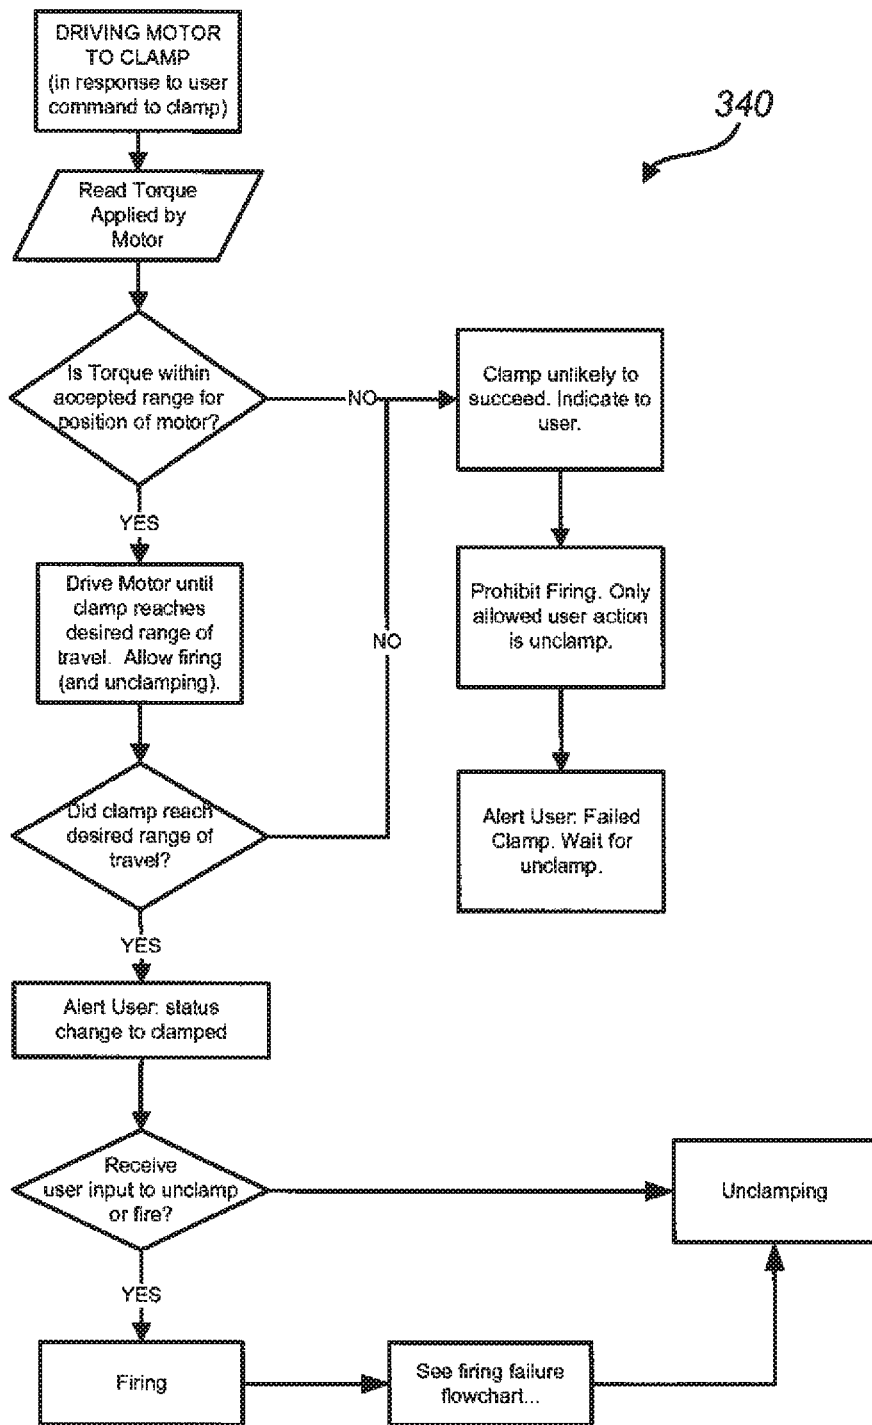 DRIVING MOTOR
TO CLAMP
(in response to user
command to clamp)
340
Read Torque
Applied by
Motor
Is Torque within
accepted range for
position of motor?
NO
Clamp unlikely to
succeed. Indicate to
user.
YES
Drive Motor until
clamp reaches
desired range of
travel. Allow firing
(and unclamping).
NO
Prohibit Firing. Only
allowed user action
is unclamp.
Did clamp reach
desired range of
travel?
Alert User: Failed
Clamp. Wait for
unclamp.
YES
Alert User: status
change to clamped
Receive
user input to unclamp
or fire?
Unclamping
YES
Firing
See firing failure
flowchart...